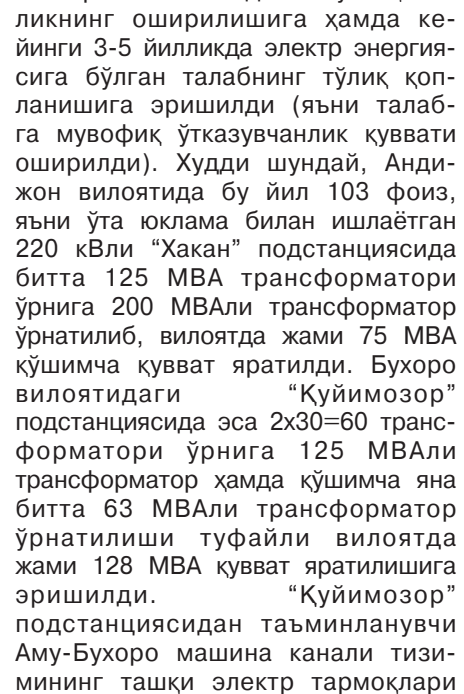 ликнинг оширилишига ҳамда ке-
йинги 3-5 йилликда электр энергия-
сига бўлган талабнинг тўлиқ қоп-
ланишига эришилди (яъни талаб-
га мувофиқ ўтказувчанлик қуввати
оширилди). Худди шундай, Анди-
жон вилоятида бу йил 103 фоиз,
яъни ўта юклама билан ишлаётган
220 кВли “Хакан” подстанциясида
битта 125 МВА трансформатори
ўрнига 200 МВАли трансформатор
ўрнатилиб, вилоятда жами 75 МВА
қўшимча қувват яратилди. Бухоро
вилоятидаги “Қуйимозор”
подстанциясида эса 2х30=60 транс-
форматори ўрнига 125 МВАли
трансформатор ҳамда қўшимча яна
битта 63 МВАли трансформатор
ўрнатилиши туфайли вилоятда
жами 128 МВА қувват яратилишига
эришилди. “Қуйимозор”
подстанциясидан таъминланувчи
Аму-Бухоро машина канали тизи-
мининг ташқи электр тармоқлари